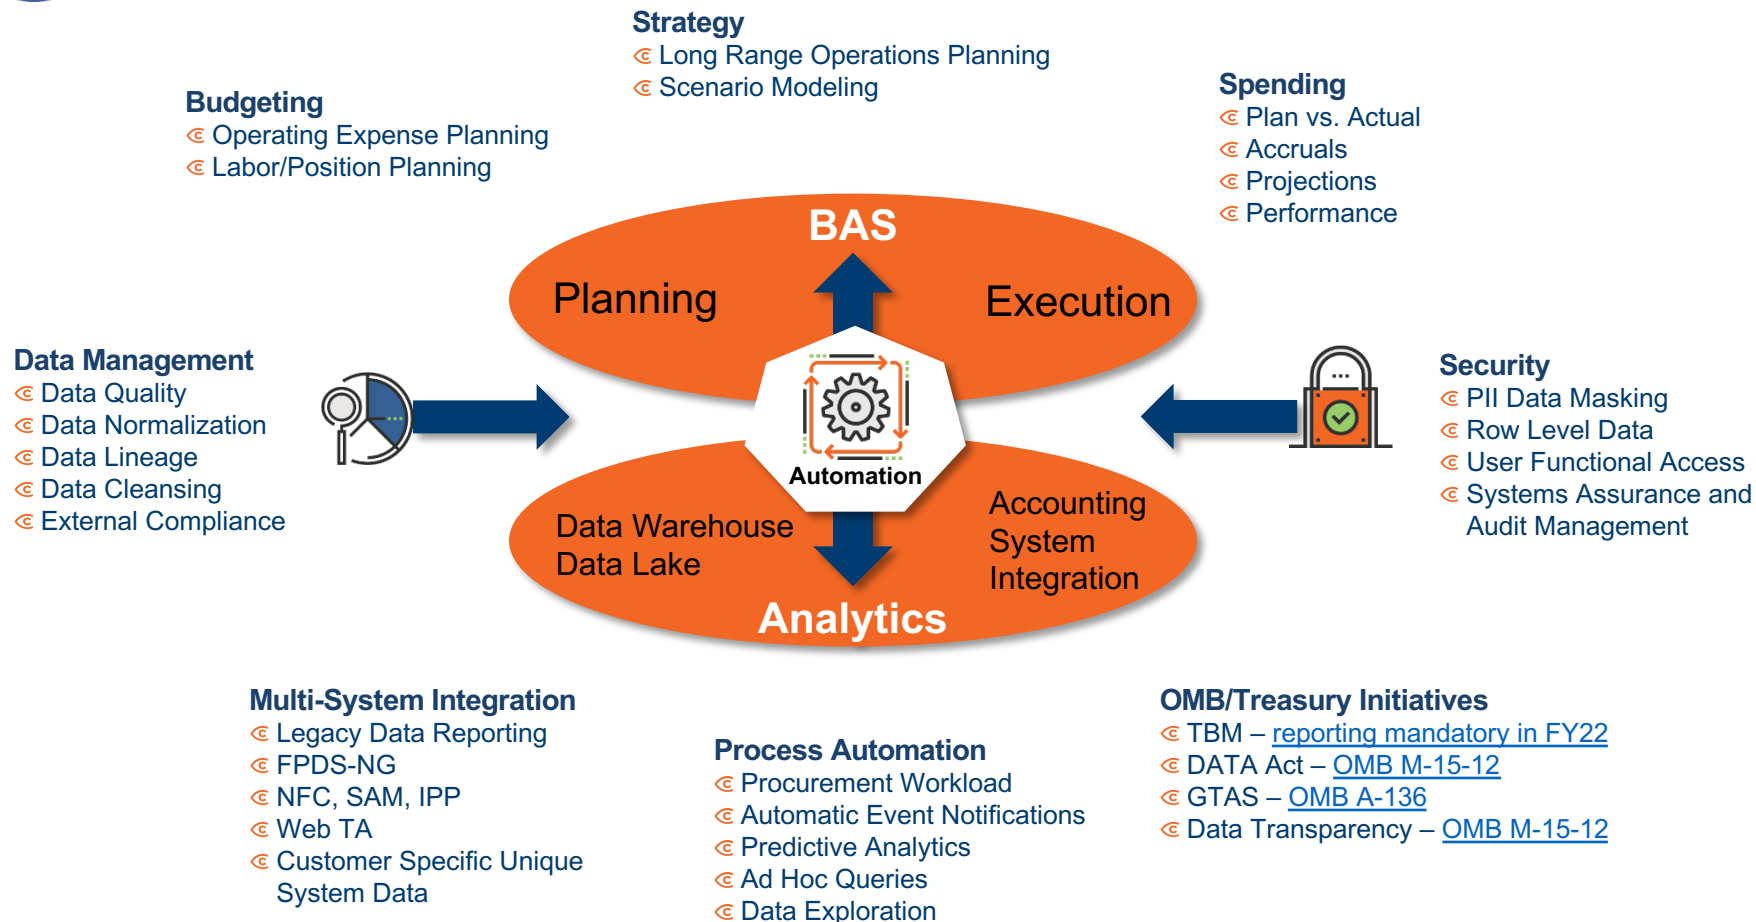 Strategy
Long Range Operations Planning
Scenario Modeling
Budgeting
Operating Expense Planning
Labor/Position Planning
Spending
Plan vs. Actual
Accruals
Projections
Performance
BAS
Planning
Execution
Data Management
Data Quality
Data Normalization
Data Lineage
Data Cleansing
External Compliance
Automation
Security
PII Data Masking
Row Level Data
User Functional Access
Systems Assurance and
Audit Management
Data Warehouse
Data Lake
Accounting
System
Integration
Analytics
Multi-System Integration
Legacy Data Reporting
FPDS-NG
NFC, SAM, IPP
Web TA
Customer Specific Unique
System Data
Process Automation
Procurement Workload
Automatic Event Notifications
Predictive Analytics
Ad Hoc Queries
Data Exploration
OMB/Treasury Initiatives
TBM – reporting mandatory in FY22
DATA Act – OMB M-15-12
GTAS – OMB A-136
Data Transparency – OMB M-15-12